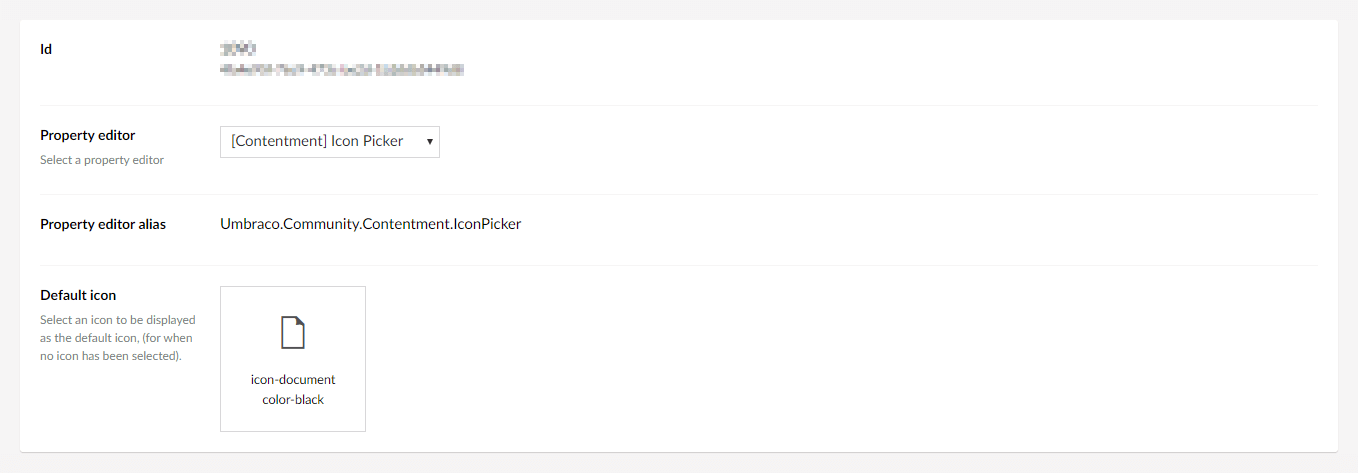 Id
Property editor
[Contentment] Icon Picker
Select a property editor
Property editor alias
Umbraco.Community.Contentment.IconPicker
Default icon
Select an icon to be displayed
as the default icon, (for when
no icon has been selected).
icon-document
color-black